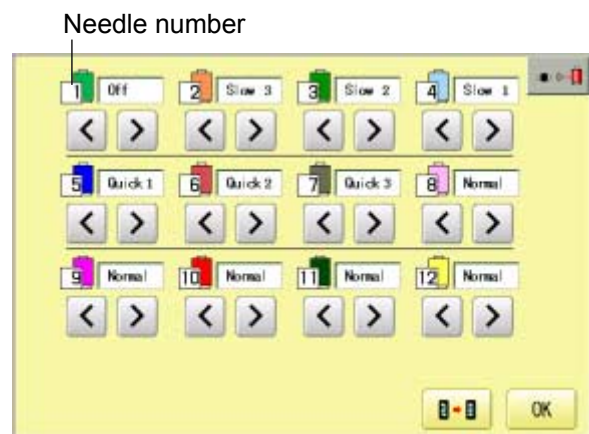 Needle number
1 Off 2 Slow 3 3 Slow 2 4 Slow 1
5 Quick 1 6 Quick 2 7 Quick 3 8 Normal
9 Normal 10 Normal 11 Normal 12 Normal
OK